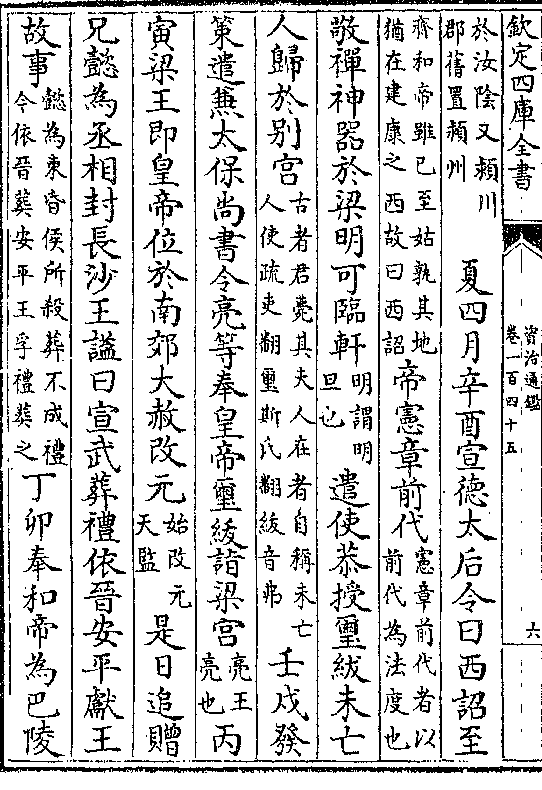 欽定四庫全書
資治通鑑
卷一百四十五
六
於汝陰又潁川
郡舊置潁州
夏四月辛酉宣德太后令曰西詔至
齊和帝雖已至姑孰其地
猶在建康之西故曰西詔
帝憲章前代
憲章前代者以
前代為法度也
敬禪神器於梁明可臨軒
明謂明
旦也
遣使恭授璽紱未亡
人歸於别宫
古者君薨其夫人在者自稱未亡
人使疏吏翻璽斯氏翻紱音弗
壬戌發
策遣兼太保尚書令亮等奉皇帝璽紱詣梁宫
亮王
亮也
丙
寅梁王即皇帝位於南郊大赦改元
始改元
天監
是日追贈
兄懿為丞相封長沙王諡曰宣武葬禮依晉安平獻王
故事
懿為東昏侯所殺葬不成禮
今依晉葬安平王孚禮葬之
丁卯奉和帝為巴陵